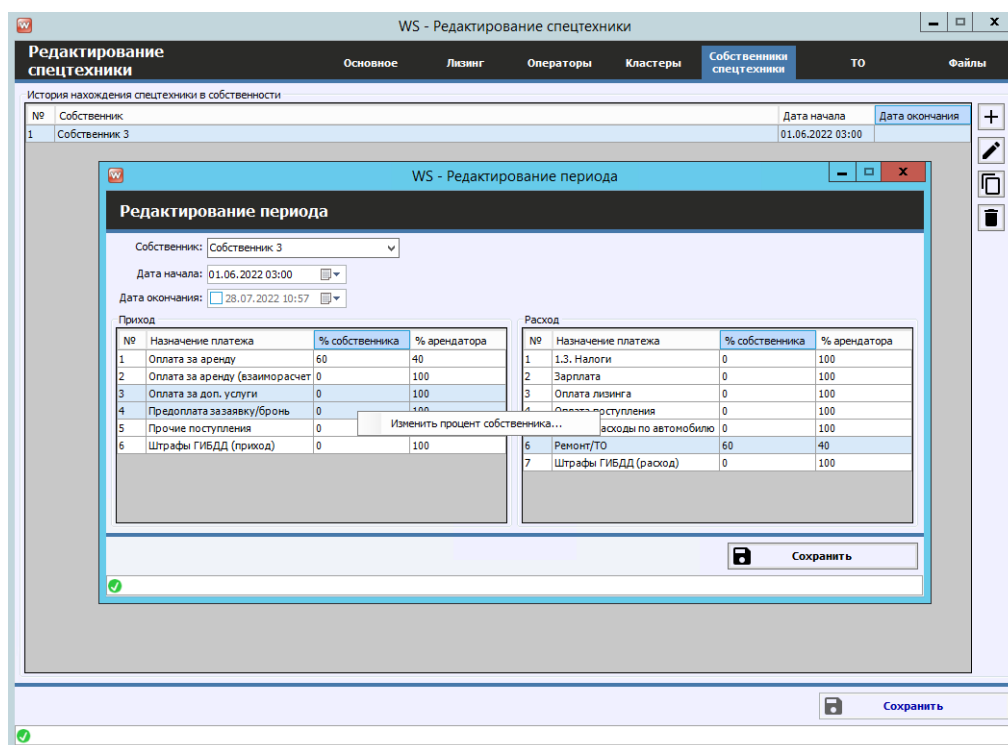 WS - Редактирование спецтехники
Редактирование
спецтехники
Основное
Лизинг
Операторы
Кластеры
Собственники
спецтехники
ТО
Файлы
История нахождения спецтехники в собственности
№ Собственник Дата начала Дата окончания
1 Собственник 3 01.06.2022 03:00
WS - Редактирование периода
Редактирование периода
Собственник: Собственник 3
Дата начала: 01.06.2022 03:00
Дата окончания: 28.07.2022 10:57
Приход
№ Назначение платежа % собственника % арендатора
1 Оплата за аренду 60 40
2 Оплата за аренду (взаиморасчет 0 100
3 Оплата за доп. услуги 0 100
4 Предоплата зазаявку/бронь 0 100
5 Прочие поступления 0
6 Штрафы ГИБДД (приход) 0 100
Изменить процент собственника...
Расход
№ Назначение платежа % собственника % арендатора
1 1.3. Налоги 0 100
2 Зарплата 0 100
3 Оплата лизинга 0 100
4 Оплата поступления 0 100
асходы по автомобилю 0 100
6 Ремонт/ТО 60 40
7 Штрафы ГИБДД (расход) 0 100
Сохранить
Сохранить